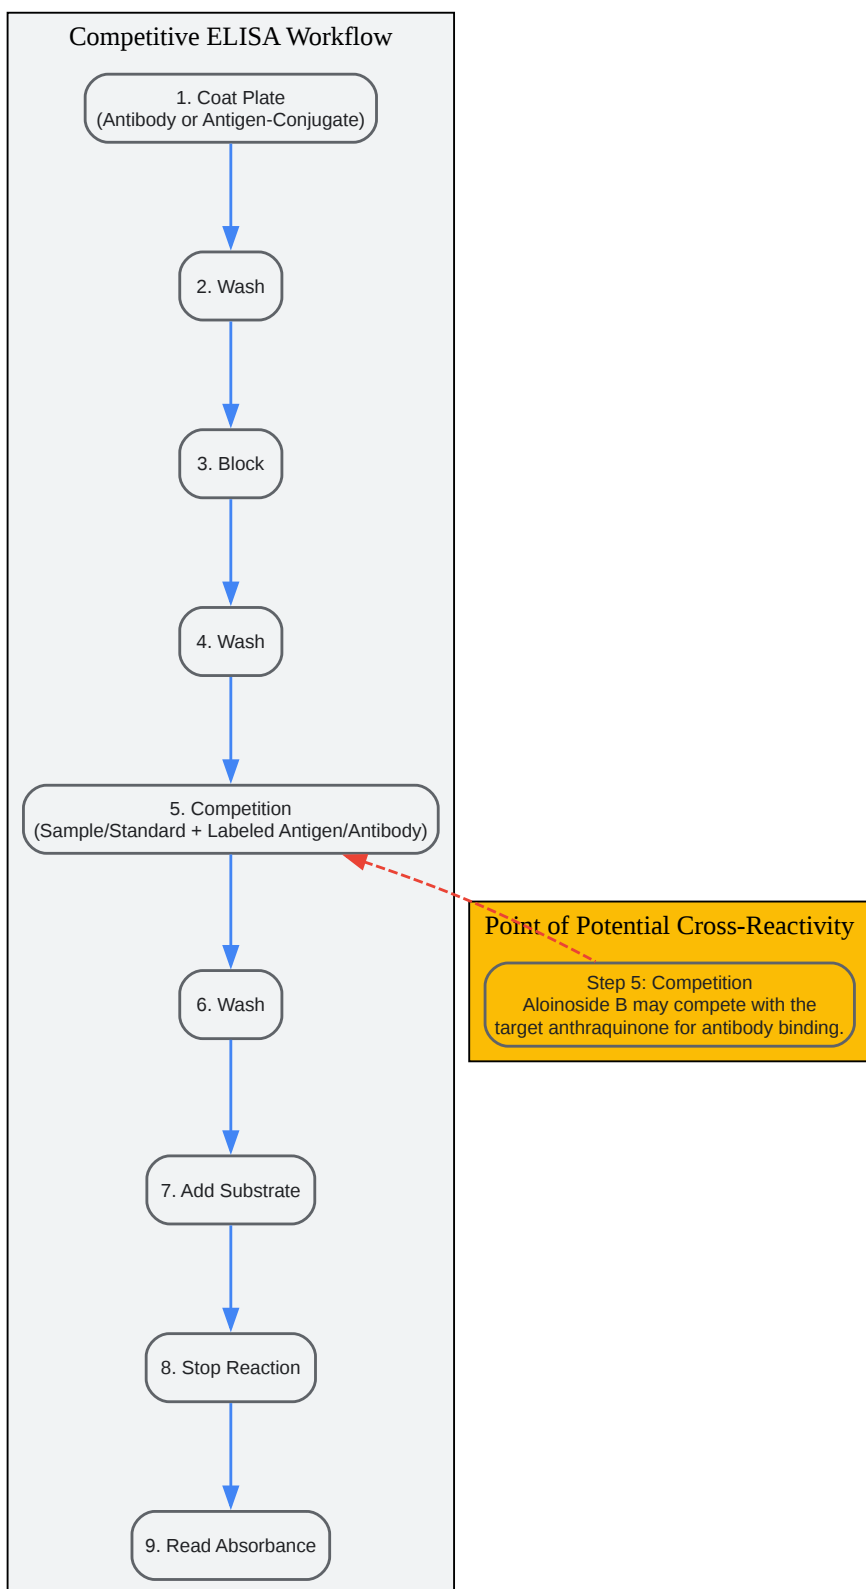 Competitive ELISA Workflow
1. Coat Plate
(Antibody or Antigen-Conjugate)
2. Wash
3. Block
4. Wash
5. Competition
(Sample/Standard + Labeled Antigen/Antibody)
Point of Potential Cross-Reactivity
Step 5: Competition
Aloinoside B may compete with the
target anthraquinone for antibody binding.
6. Wash
7. Add Substrate
8. Stop Reaction
9. Read Absorbance